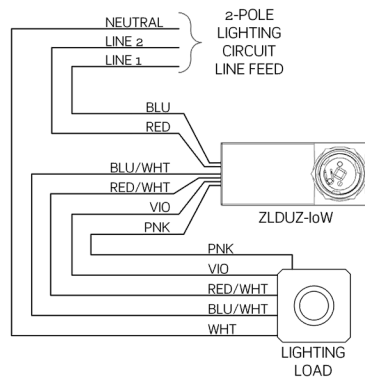 NEUTRAL
LINE 2
LINE 1
2-POLE
LIGHTING
CIRCUIT
LINE FEED
BLU
RED
BLU/WHT
RED/WHT
VIO
PNK
ZLDUZ-IoW
PNK
VIO
RED/WHT
BLU/WHT
WHT
LIGHTING
LOAD